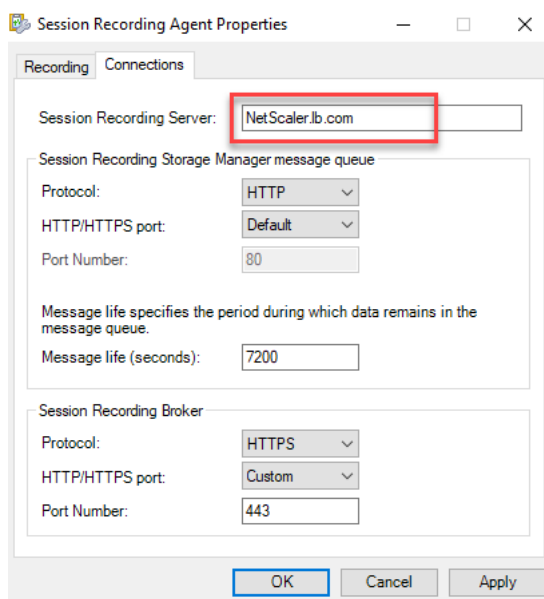 Session Recording Agent Properties
Recording Connections
Session Recording Server: NetScaler.lb.com
Session Recording Storage Manager message queue
Protocol: HTTP
HTTP/HTTPS port: Default
Port Number: 80
Message life specifies the period during which data remains in the
message queue.
Message life (seconds): 7200
Session Recording Broker
Protocol: HTTPS
HTTP/HTTPS port: Custom
Port Number: 443
OK Cancel Apply